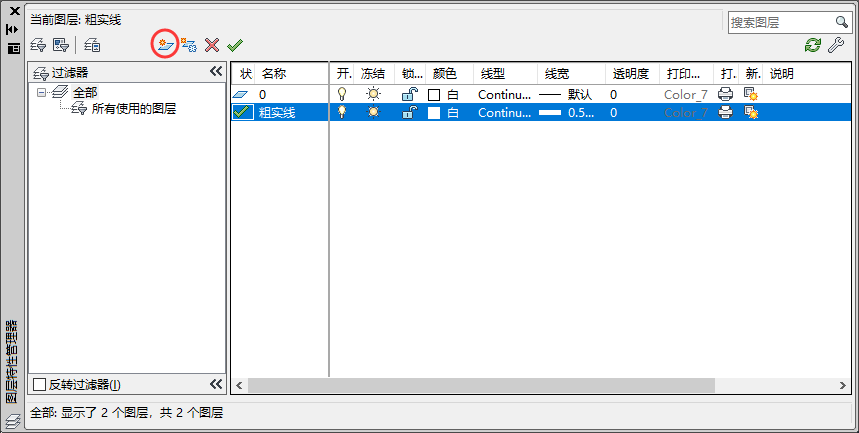 当前图层: 粗实线
搜索图层
过滤器
全部
所有使用的图层
状 名称 开. 冻结 锁... 颜色 线型 线宽 透明度 打印... 打. 新. 说明
0 白 Continu... 默认 0 Color_7
粗实线 白 Continu... 0.5... 0 Color_7
反转过滤器(I)
全部: 显示了 2 个图层，共 2 个图层
图层特性管理器